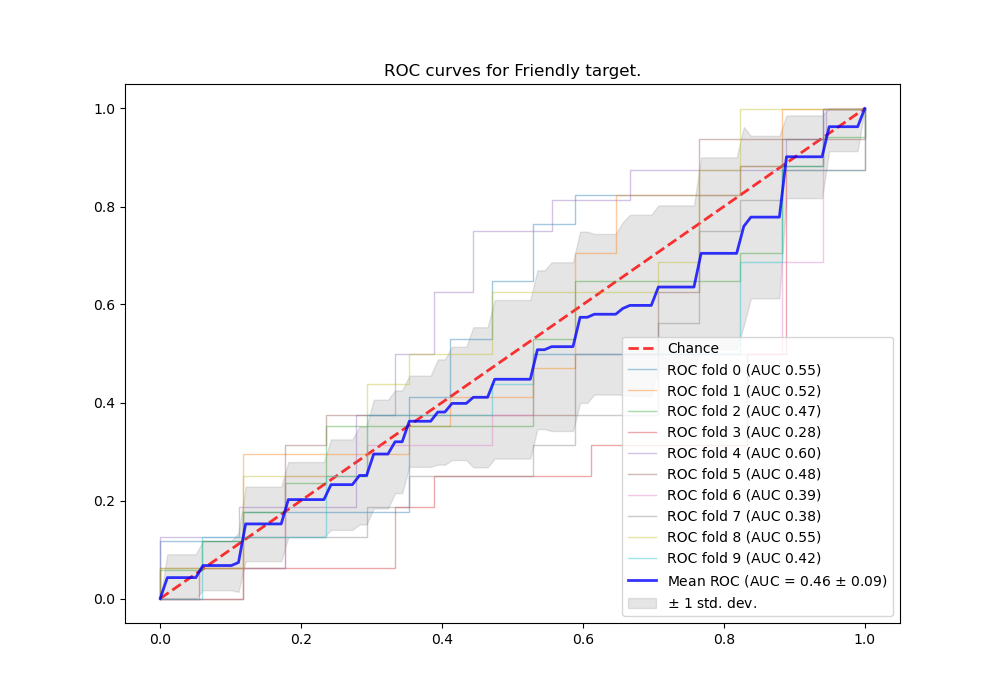 ROC curves for Friendly target.
1.0
0.8
0.6
0.4
0.2
0.0
0.0 0.2 0.4 0.6 0.8 1.0
Chance
ROC fold 0 (AUC 0.55)
ROC fold 1 (AUC 0.52)
ROC fold 2 (AUC 0.47)
ROC fold 3 (AUC 0.28)
ROC fold 4 (AUC 0.60)
ROC fold 5 (AUC 0.48)
ROC fold 6 (AUC 0.39)
ROC fold 7 (AUC 0.38)
ROC fold 8 (AUC 0.55)
ROC fold 9 (AUC 0.42)
Mean ROC (AUC = 0.46 ± 0.09)
± 1 std. dev.